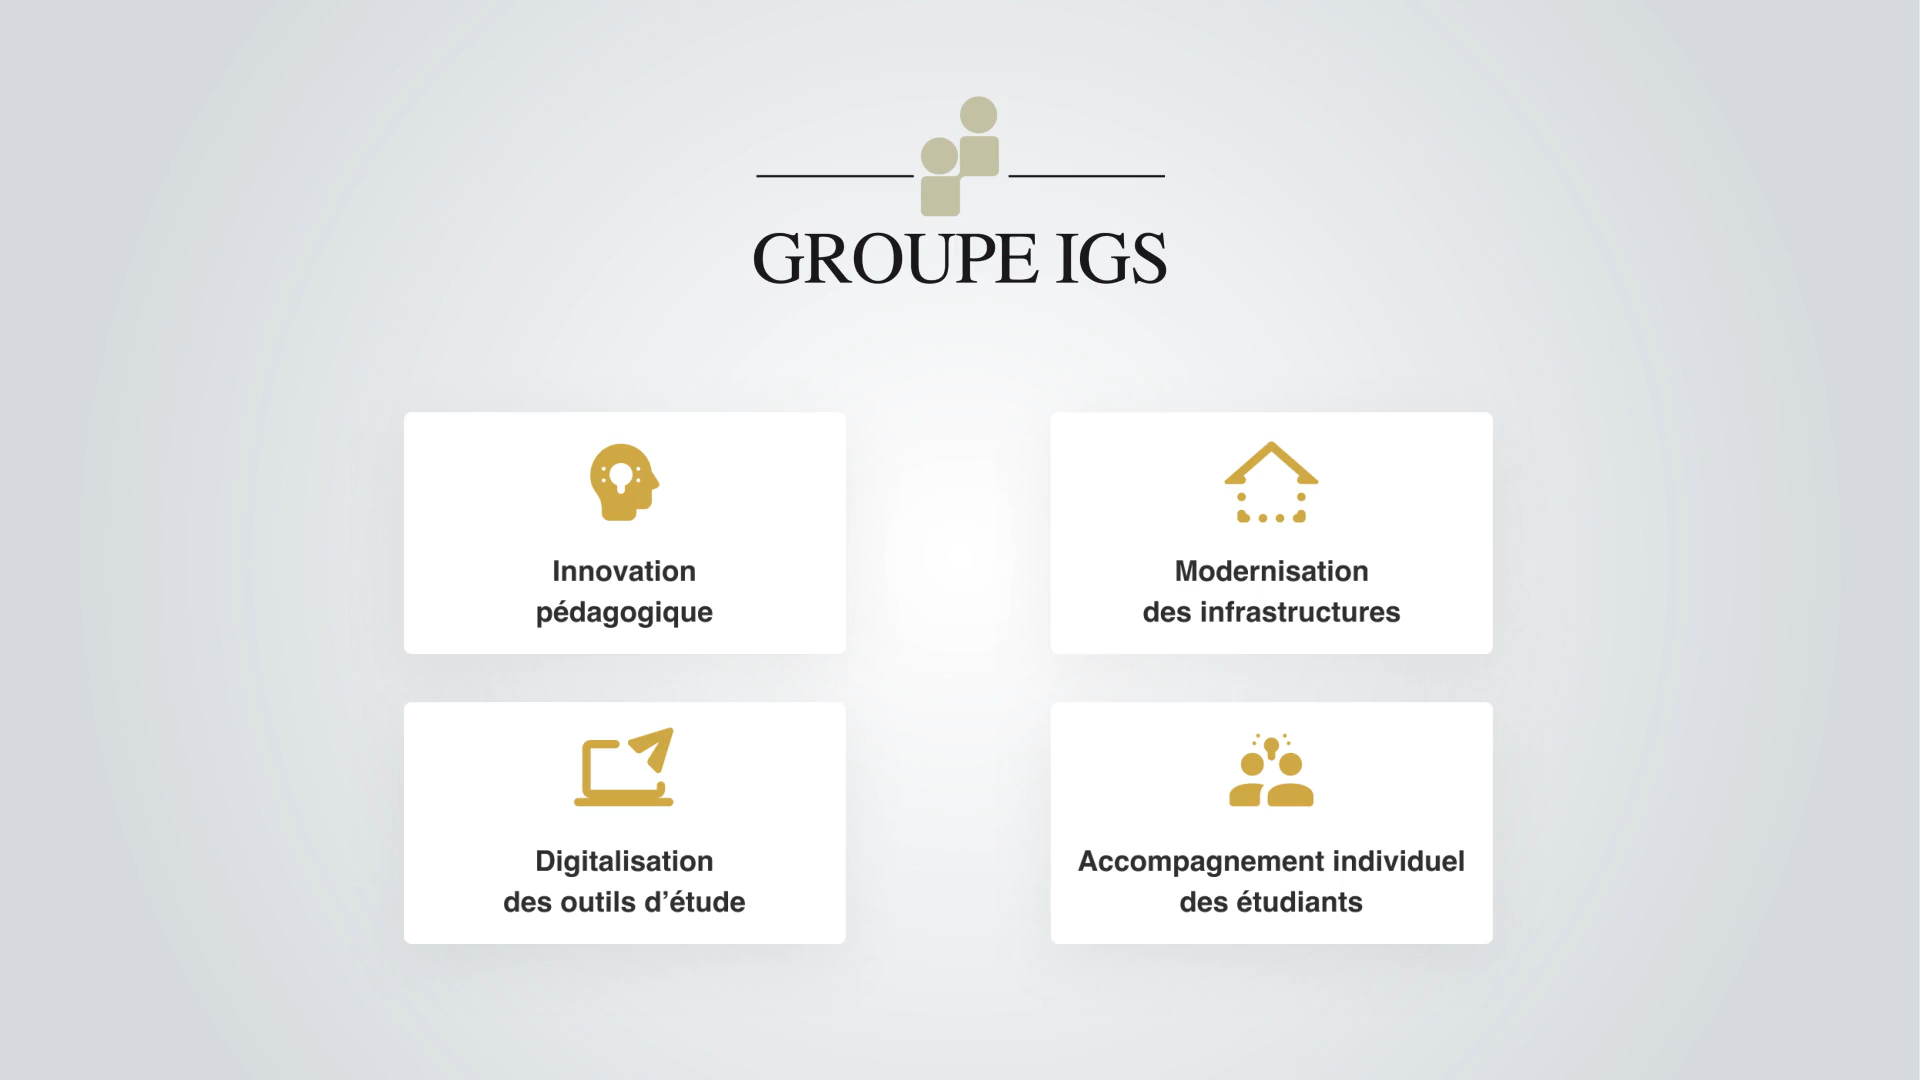 GROUPE IGS
Innovation
pédagogique
Modernisation
des infrastructures
Digitalisation
des outils d’étude
Accompagnement individuel
des étudiants